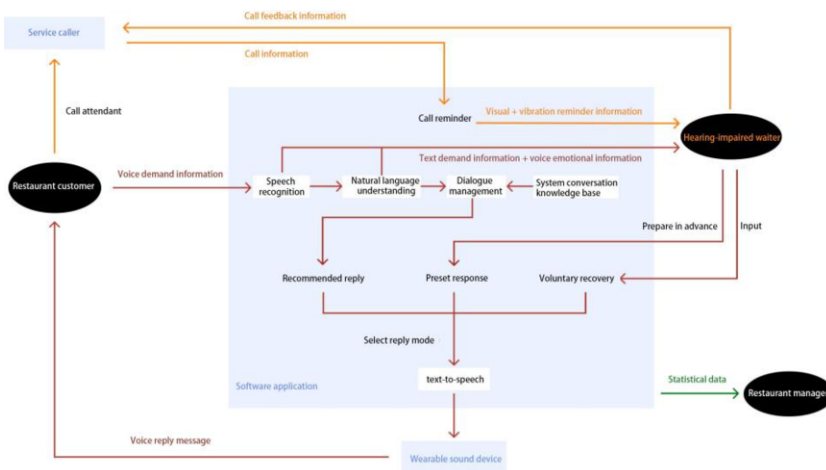 Call feedback information
Service caller
Call information
Call attendant
Call reminder
Visual + vibration reminder information
Hearing-impaired waiter
Text demand information + voice emotional information
Voice demand information
Restaurant customer
Speech
recognition
Natural language
understanding
Dialogue
management
System conversation
knowledge base
Prepare in advance
Input
Recommended reply
Preset response
Voluntary recovery
Select reply mode
text-to-speech
Software application
Statistical data
Restaurant manage
Voice reply message
Wearable sound device